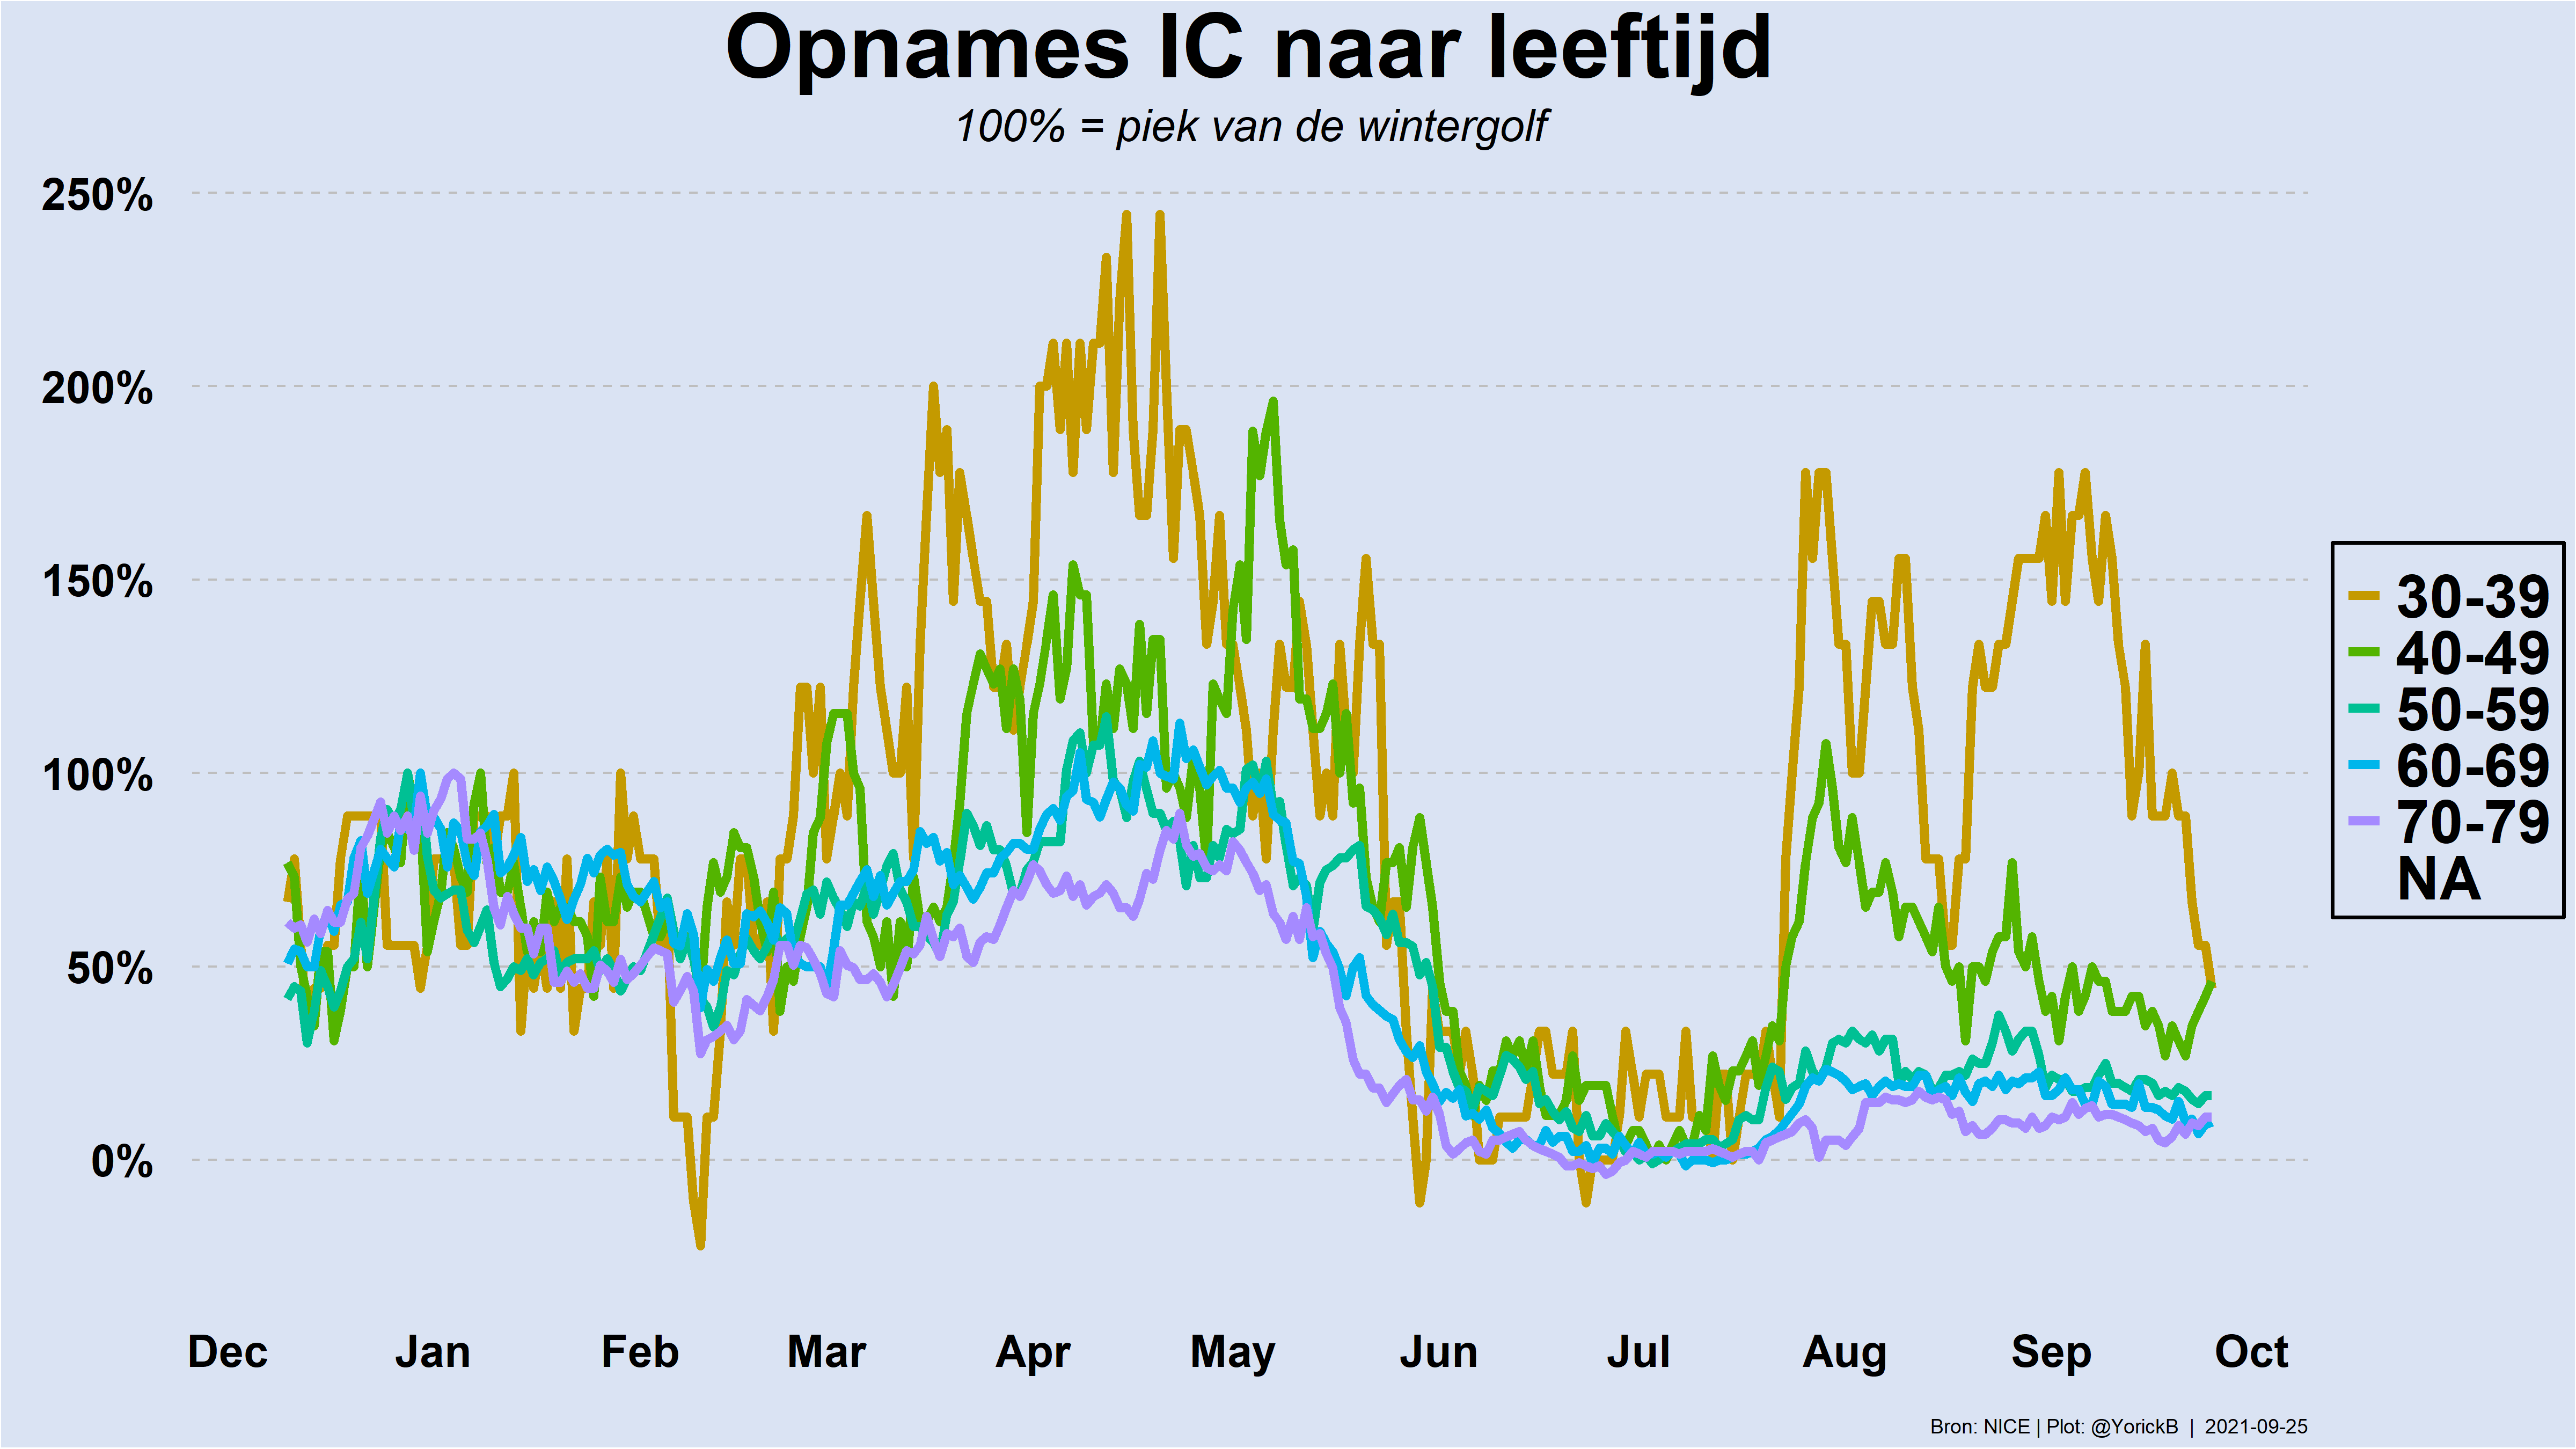 Opnames IC naar leeftijd
100% = piek van de wintergolf
250%
200%
150%
100%
50%
0%
Dec Jan Feb Mar Apr May Jun Jul Aug Sep Oct
30-39
40-49
50-59
60-69
70-79
NA
Bron: NICE | Plot: @YorickB | 2021-09-25